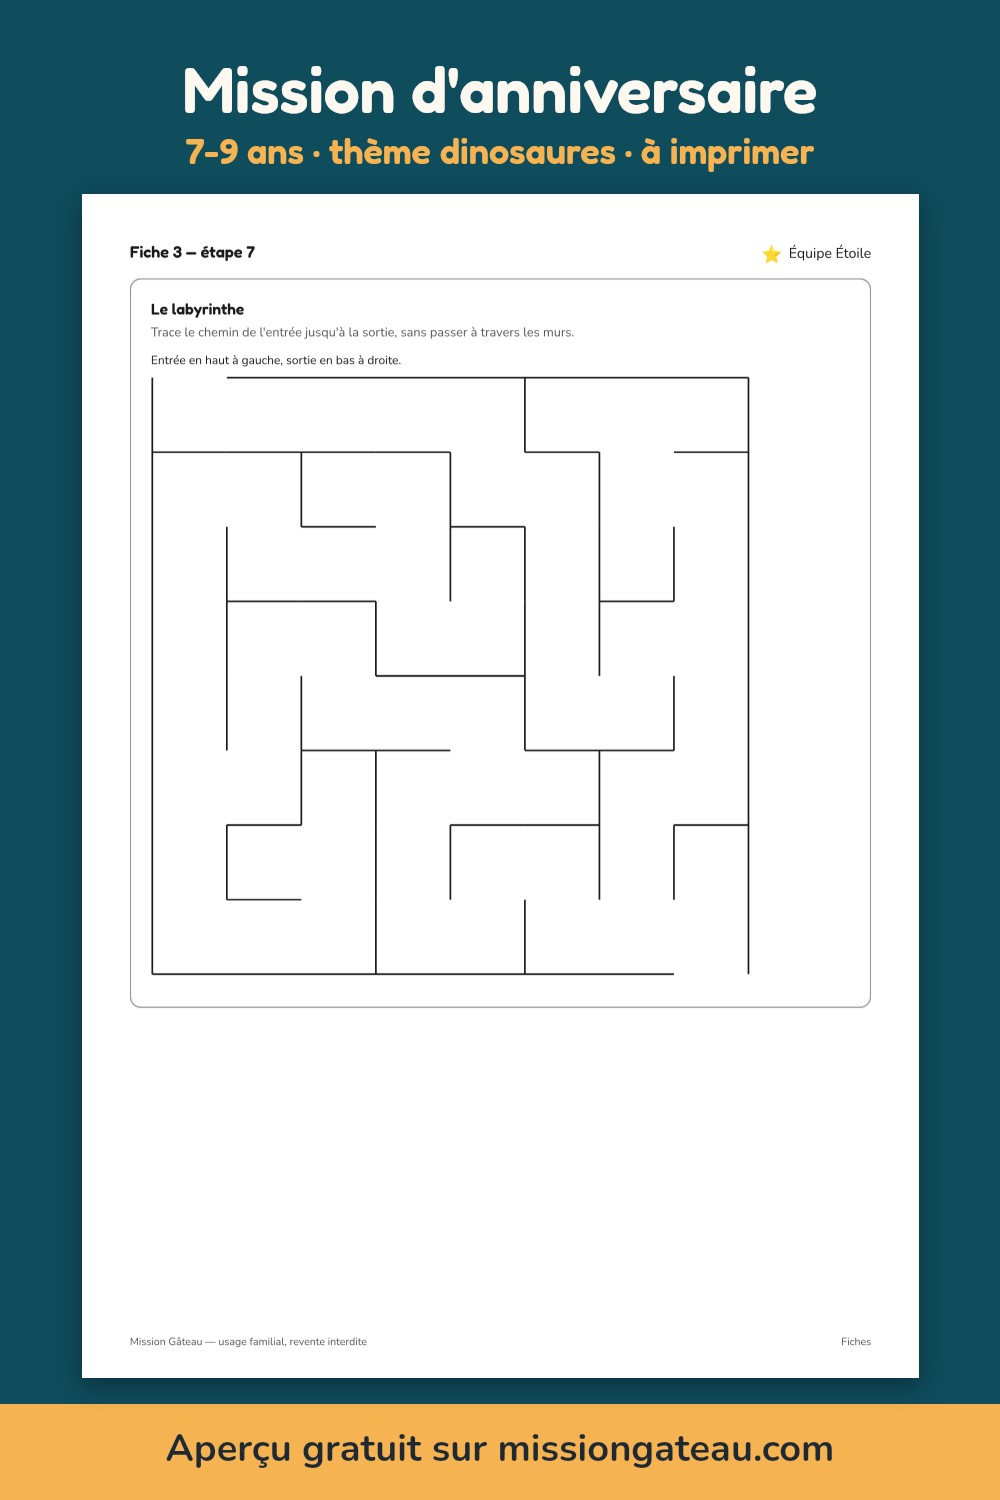 Mission d'anniversaire
7-9 ans · thème dinosaures · à imprimer
Fiche 3 — étape 7
Équipe Étoile
Le labyrinthe
Trace le chemin de l'entrée jusqu'à la sortie, sans passer à travers les murs.
Entrée en haut à gauche, sortie en bas à droite.
Mission Gâteau — usage familial, revente interdite
Fiches
Aperçu gratuit sur missiongateau.com